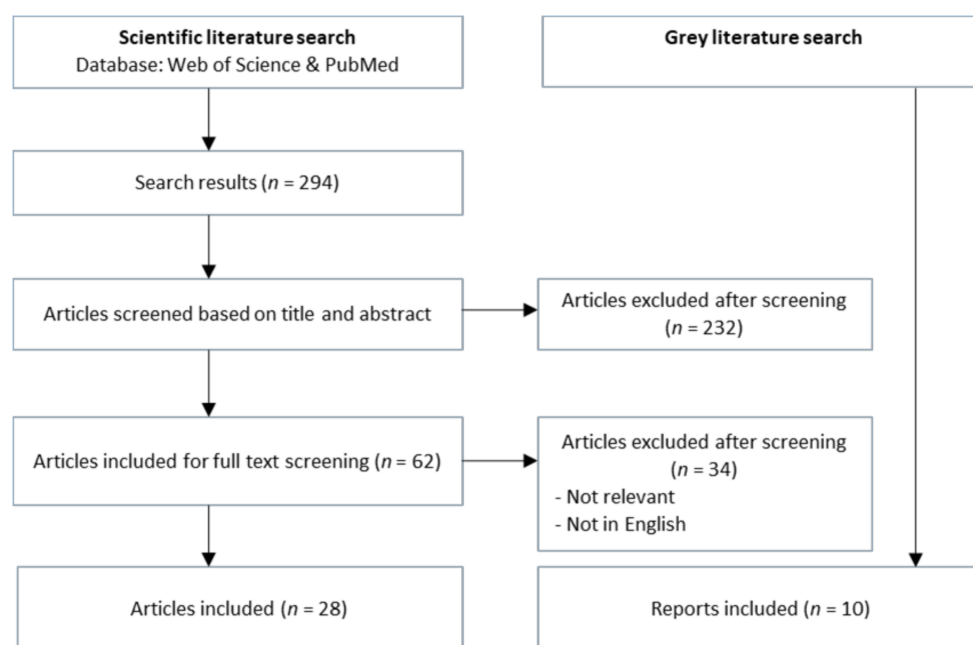 Scientific literature search
Database: Web of Science & PubMed
Grey literature search
Search results (n = 294)
Articles screened based on title and abstract
Articles excluded after screening
(n = 232)
Articles included for full text screening (n = 62)
Articles excluded after screening
(n = 34)
- Not relevant
- Not in English
Articles included (n = 28)
Reports included (n = 10)